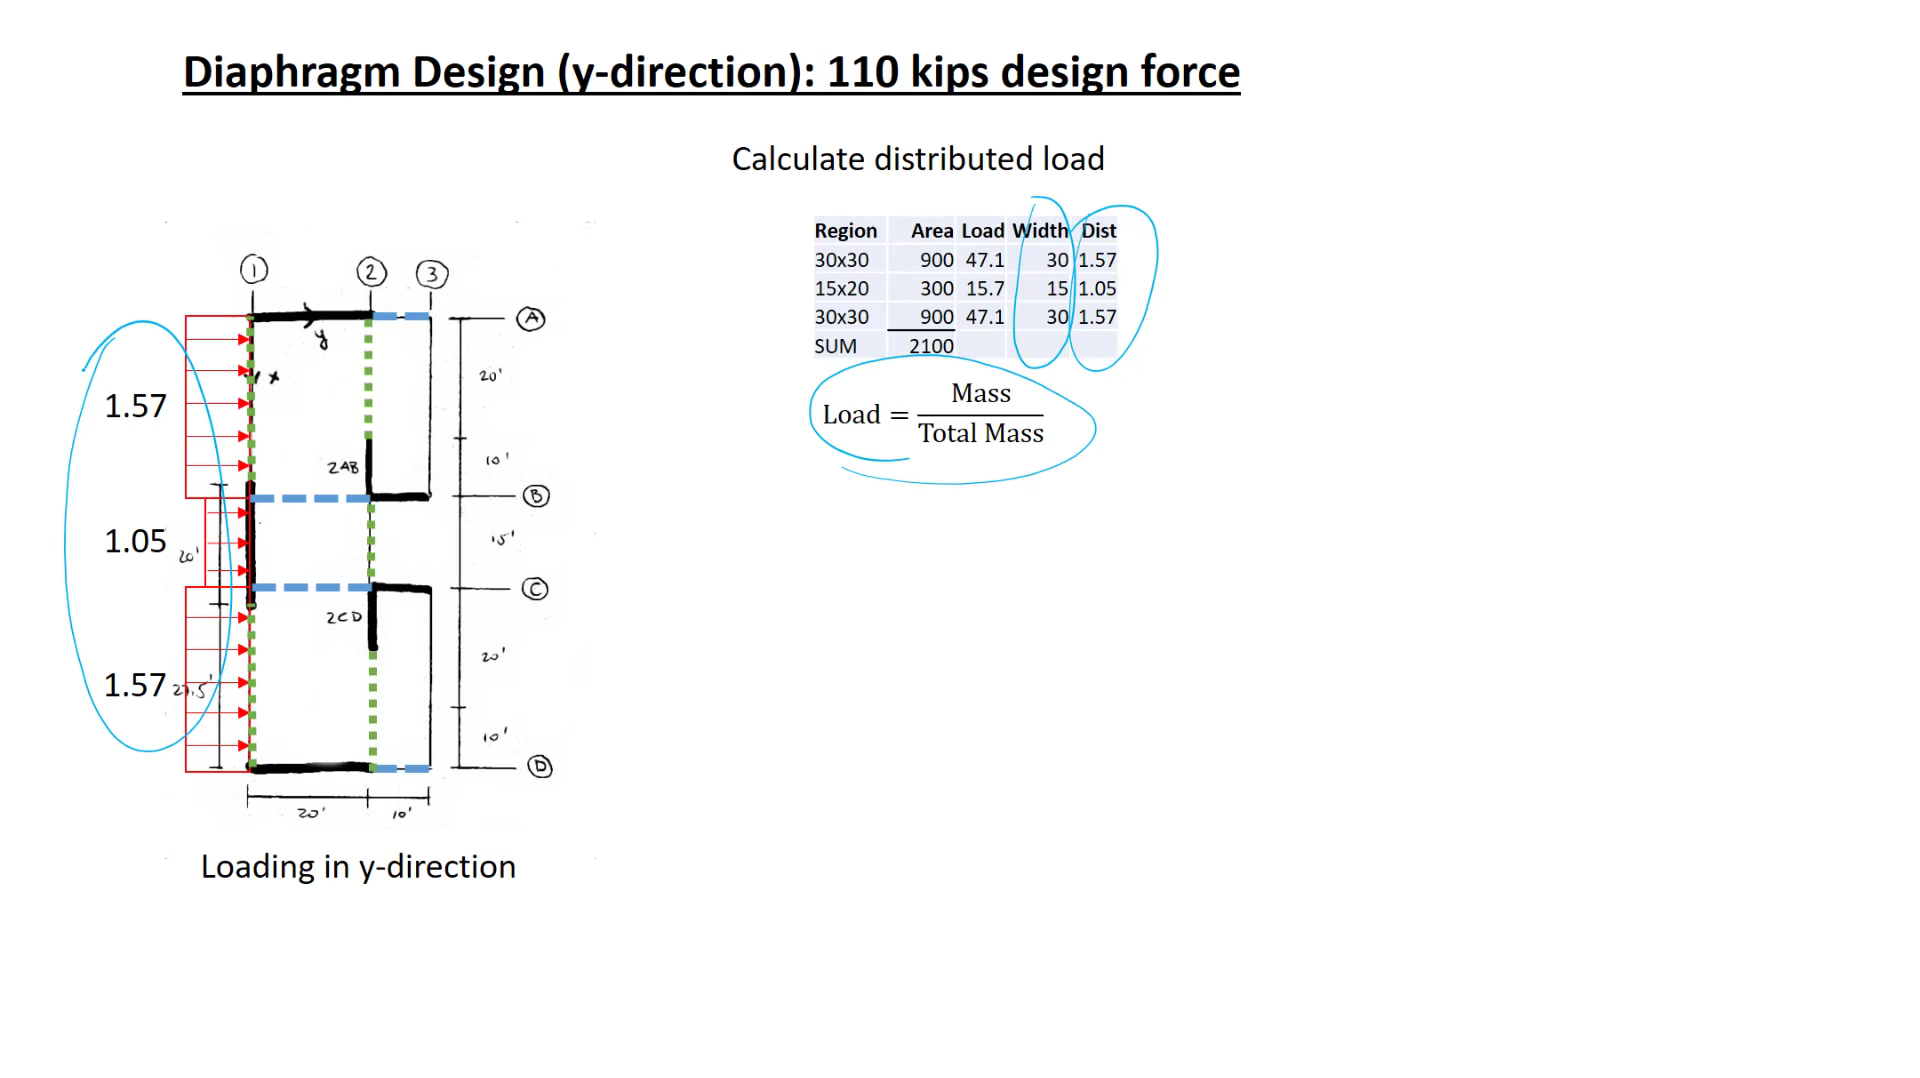 Diaphragm Design (y-direction): 110 kips design force
Calculate distributed load
Region Area Load Width Dist
30x30 900 47.1 30 1.57
15x20 300 15.7 15 1.05
30x30 900 47.1 30 1.57
SUM 2100
Load = Mass
Total Mass
1 2 3
A
y
x
20'
1.57
2AB
10'
B
1.05
20'
15'
C
2CD
20'
1.57
10'
D
20' 10'
Loading in y-direction